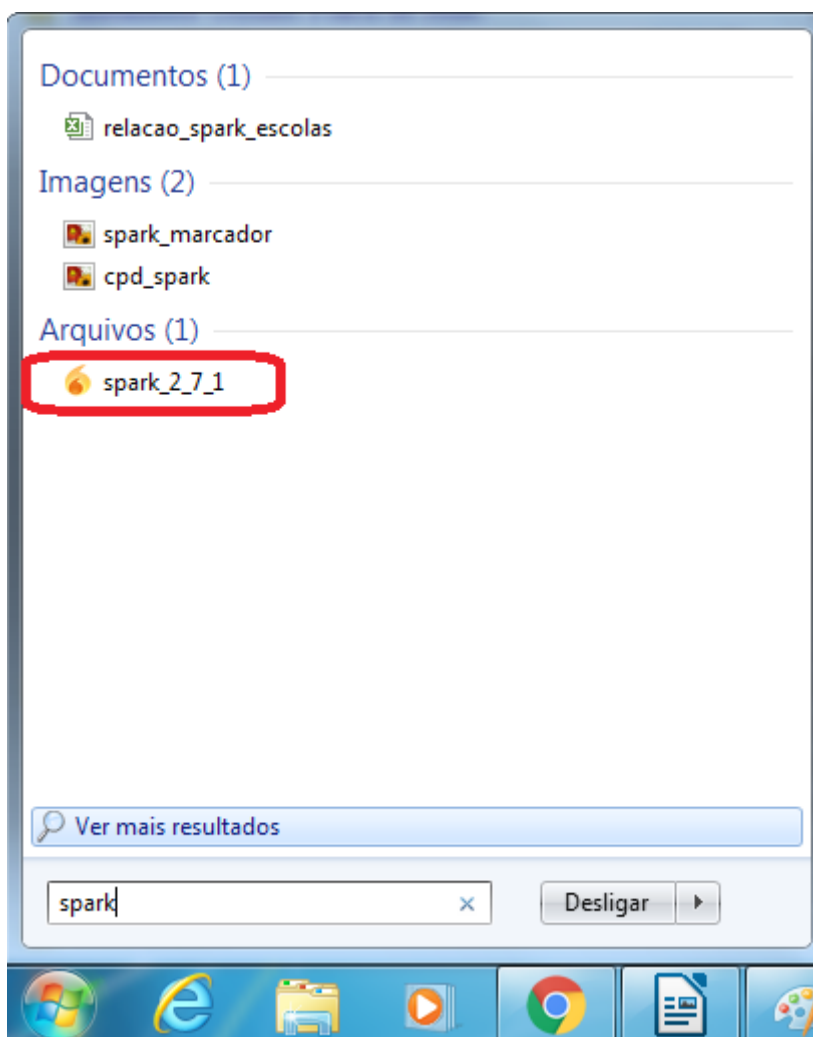 Documentos (1)
relacao_spark_escolas
Imagens (2)
spark_marcador
cpd_spark
Arquivos (1)
spark_2_7_1
Ver mais resultados
spark
Desligar